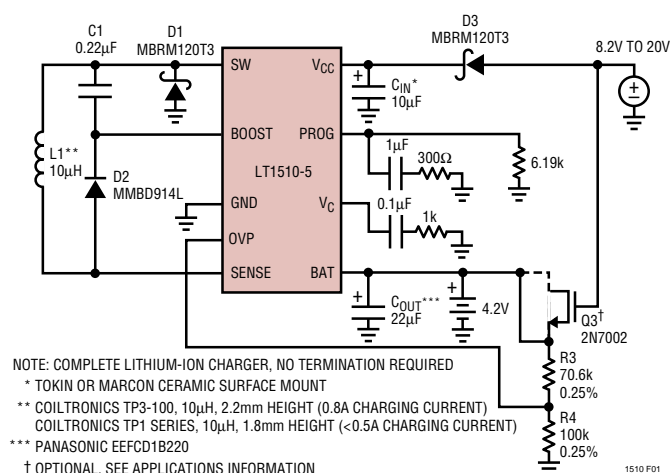 C1
0.22µF
D1
MBRM120T3
D3
MBRM120T3
8.2V TO 20V
SW
VCC
CIN*
10µF
+
±
L1**
10µH
BOOST
PROG
1µF
300Ω
6.19k
D2
MMBD914L
LT1510-5
GND
VC
0.1µF
1k
OVP
SENSE
BAT
+
COUT***
22µF
+
4.2V
Q3†
2N7002
R3
70.6k
0.25%
R4
100k
0.25%
NOTE: COMPLETE LITHIUM-ION CHARGER, NO TERMINATION REQUIRED
* TOKIN OR MARCON CERAMIC SURFACE MOUNT
** COILTRONICS TP3-100, 10µH, 2.2mm HEIGHT (0.8A CHARGING CURRENT)
COILTRONICS TP1 SERIES, 10µH, 1.8mm HEIGHT (<0.5A CHARGING CURRENT)
*** PANASONIC EEFCD1B220
† OPTIONAL, SEE APPLICATIONS INFORMATION
1510 F01